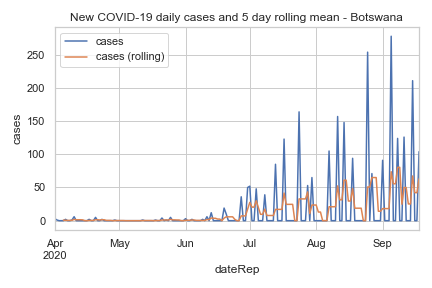 New COVID-19 daily cases and 5 day rolling mean - Botswana
cases
cases (rolling)
250
200
150
100
50
0
cases
Apr May Jun Jul Aug Sep
2020
dateRep